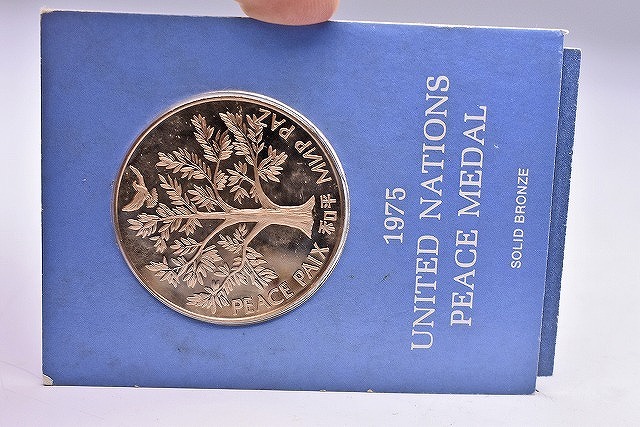 PEACE PAIX 和平 МИР PAZ
1975
UNITED NATIONS
PEACE MEDAL
SOLID BRONZE